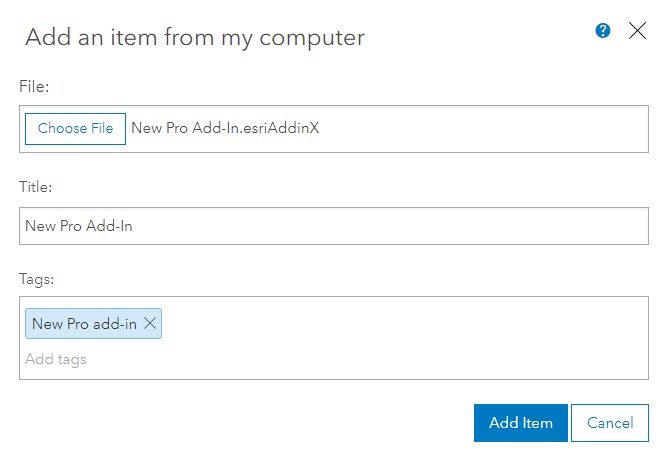 Add an item from my computer
?
File:
Choose File New Pro Add-In.esriAddinX
Title:
New Pro Add-In
Tags:
New Pro add-in
Add tags
Add Item Cancel